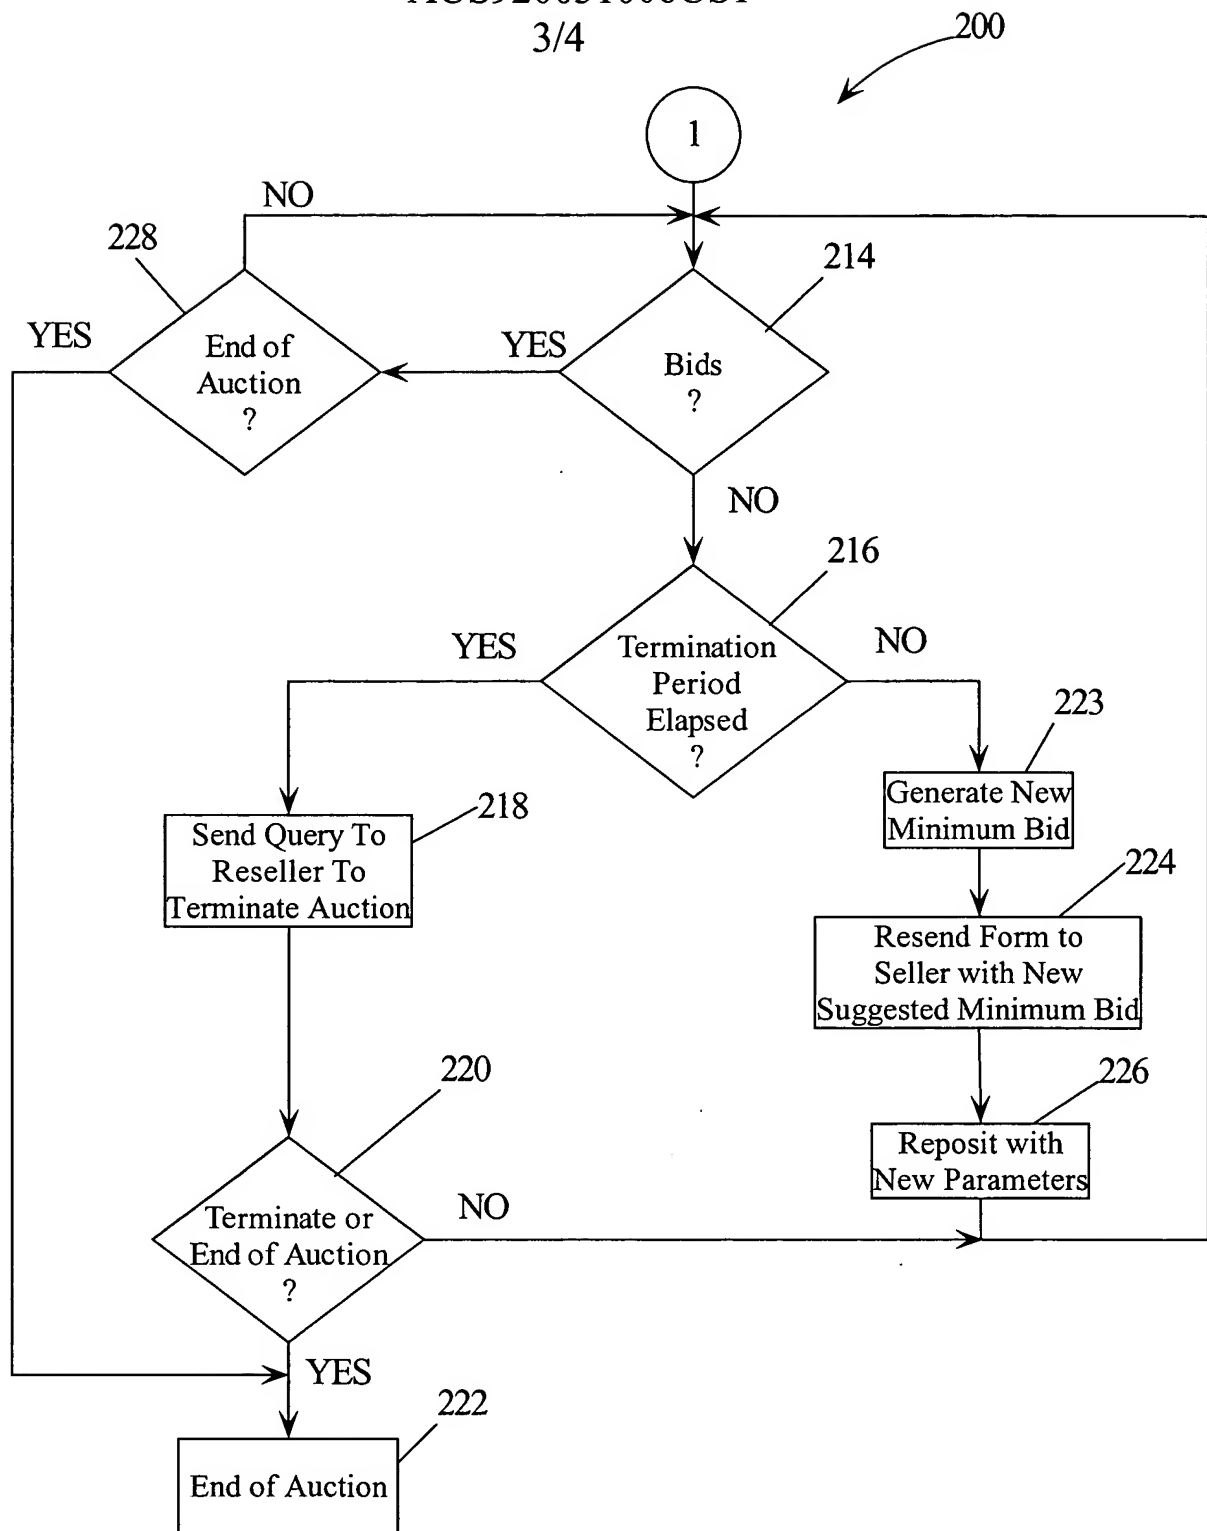 3/4
200
1
NO
228
214
YES
YES
End of
Auction
?
Bids
?
NO
216
YES
NO
Termination
Period
Elapsed
?
223
Generate New
Minimum Bid
218
Send Query To
Reseller To
Terminate Auction
224
Resend Form to
Seller with New
Suggested Minimum Bid
220
226
Reposit with
New Parameters
NO
Terminate or
End of Auction
?
YES
222
End of Auction